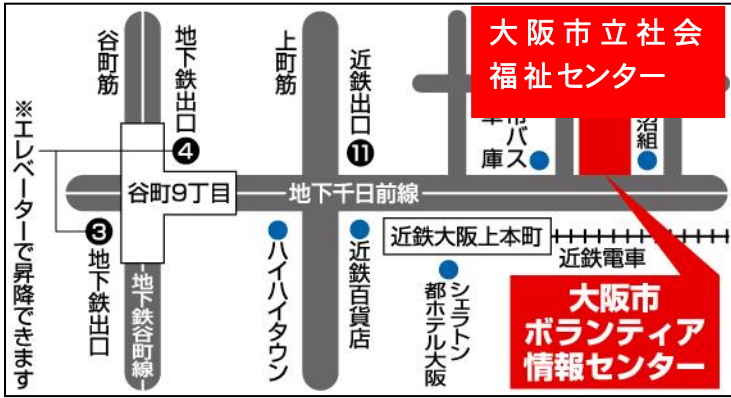 大阪市立社会
福祉センター
谷町筋
地下鉄出口
❹
上町筋
近鉄出口
⓫
バス
庫
沼組
※エレベーターで昇降できます
谷町9丁目
地下千日前線
❸
地下鉄出口
地下鉄谷町線
ハイハイタウン
近鉄百貨店
近鉄大阪上本町
近鉄電車
シェラトン
都ホテル大阪
大阪市
ボランティア
情報センター